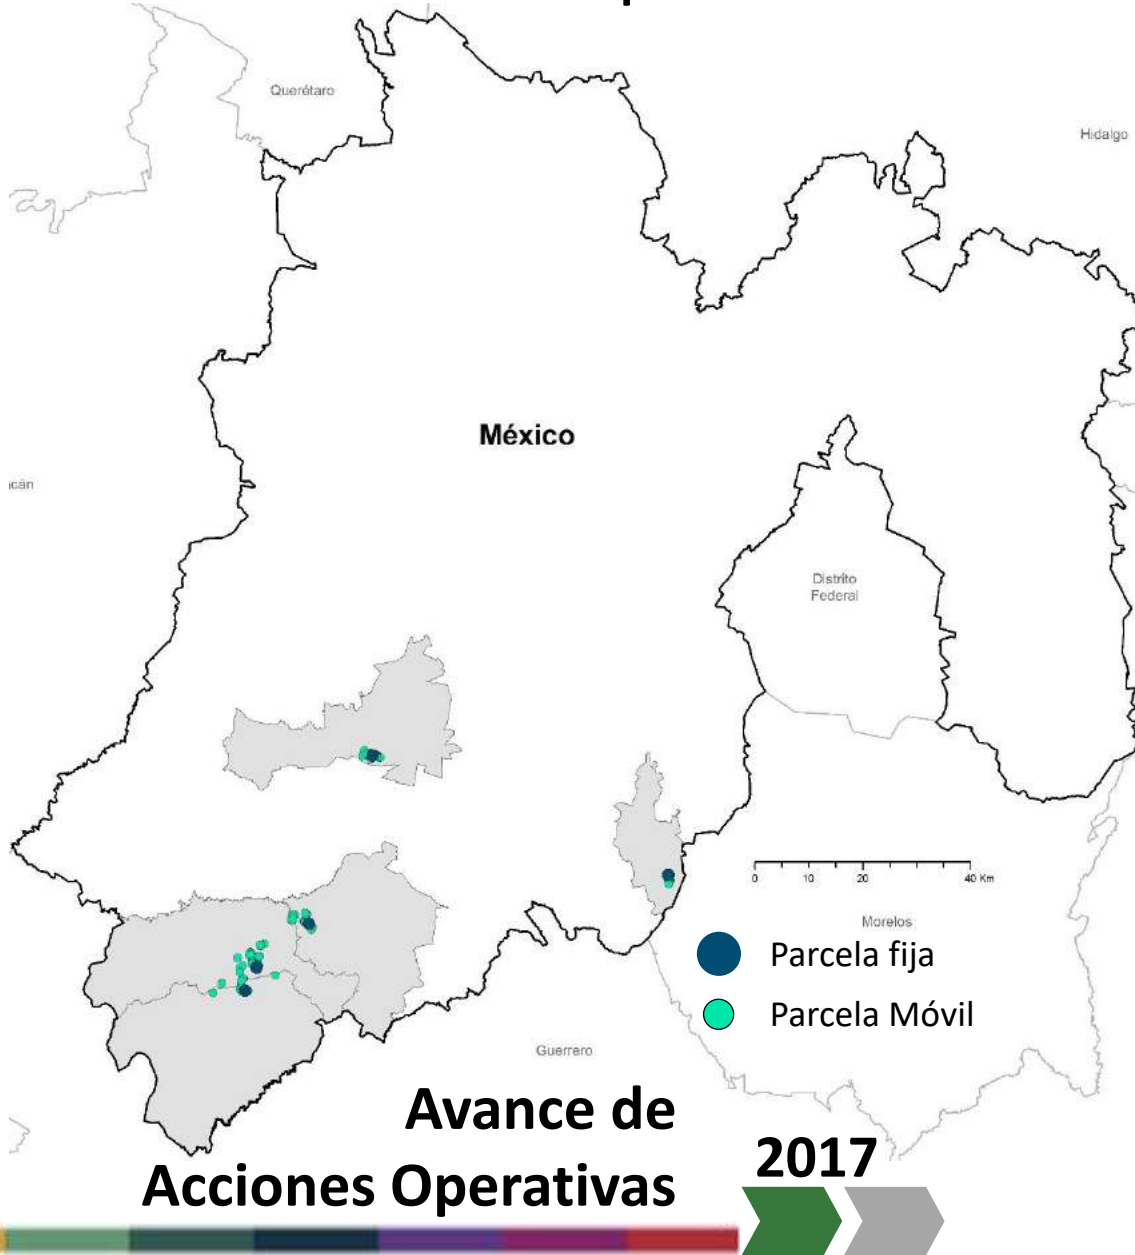 Querétaro
Hidalgo
México
icán
Distrito
Federal
0 10 20 40 Km
Morelos
Parcela fija
Parcela Móvil
Guerrero
Avance de
Acciones Operativas
2017